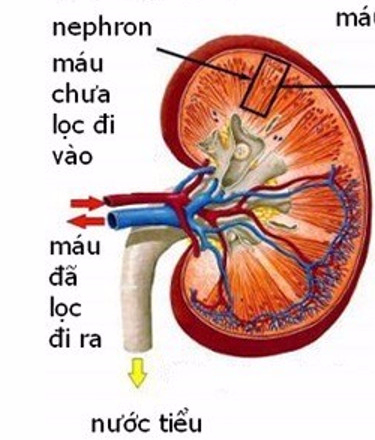 nephron
máu
chưa
lọc đi
vào
máu
đã
lọc
đi ra
nước tiểu